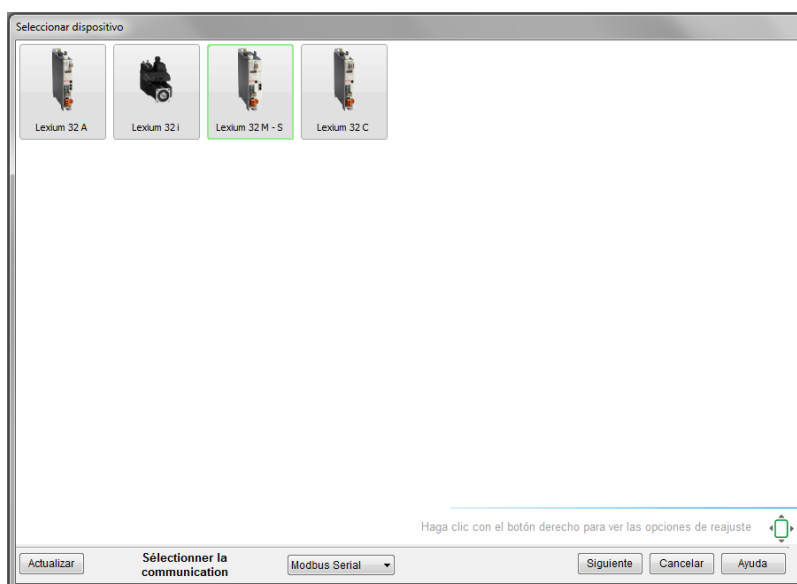 Seleccionar dispositivo
Lexium 32 A
Lexium 32 i
Lexium 32 M - S
Lexium 32 C
Haga clic con el botón derecho para ver las opciones de reajuste
Actualizar
Sélectionner la
communication
Modbus Serial
Siguiente
Cancelar
Ayuda